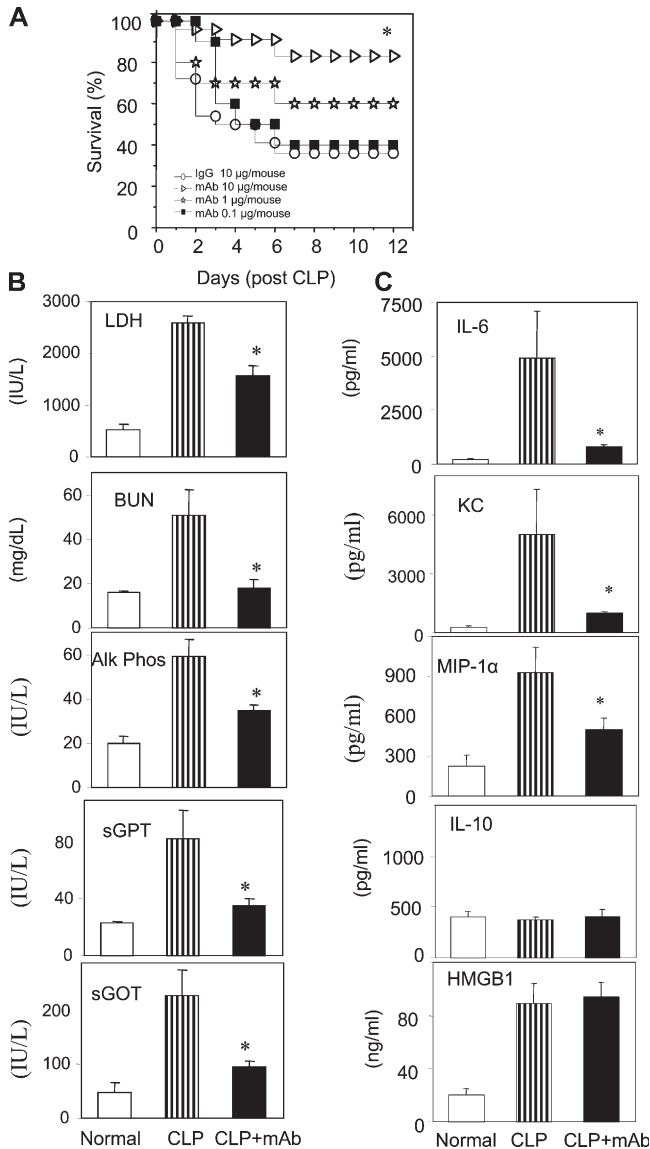 A
100
80
60
40
20
0
Survival (%)
*
IgG 10 µg/mouse
mAb 10 µg/mouse
mAb 1 µg/mouse
mAb 0.1 µg/mouse
0 2 4 6 8 10 12
Days (post CLP)
B
3000
2000
1000
0
(IU/L)
LDH
*
60
40
20
0
(mg/dL)
BUN
*
60
40
20
0
(IU/L)
Alk Phos
*
80
40
0
(IU/L)
sGPT
*
200
100
0
(IU/L)
sGOT
*
Normal CLP CLP+mAb
C
7500
5000
2500
0
(pg/ml)
IL-6
*
6000
3000
0
(pg/ml)
KC
*
900
600
300
0
(pg/ml)
MIP-1α
*
1000
500
0
(pg/ml)
IL-10
80
40
0
(ng/ml)
HMGB1
Normal CLP CLP+mAb